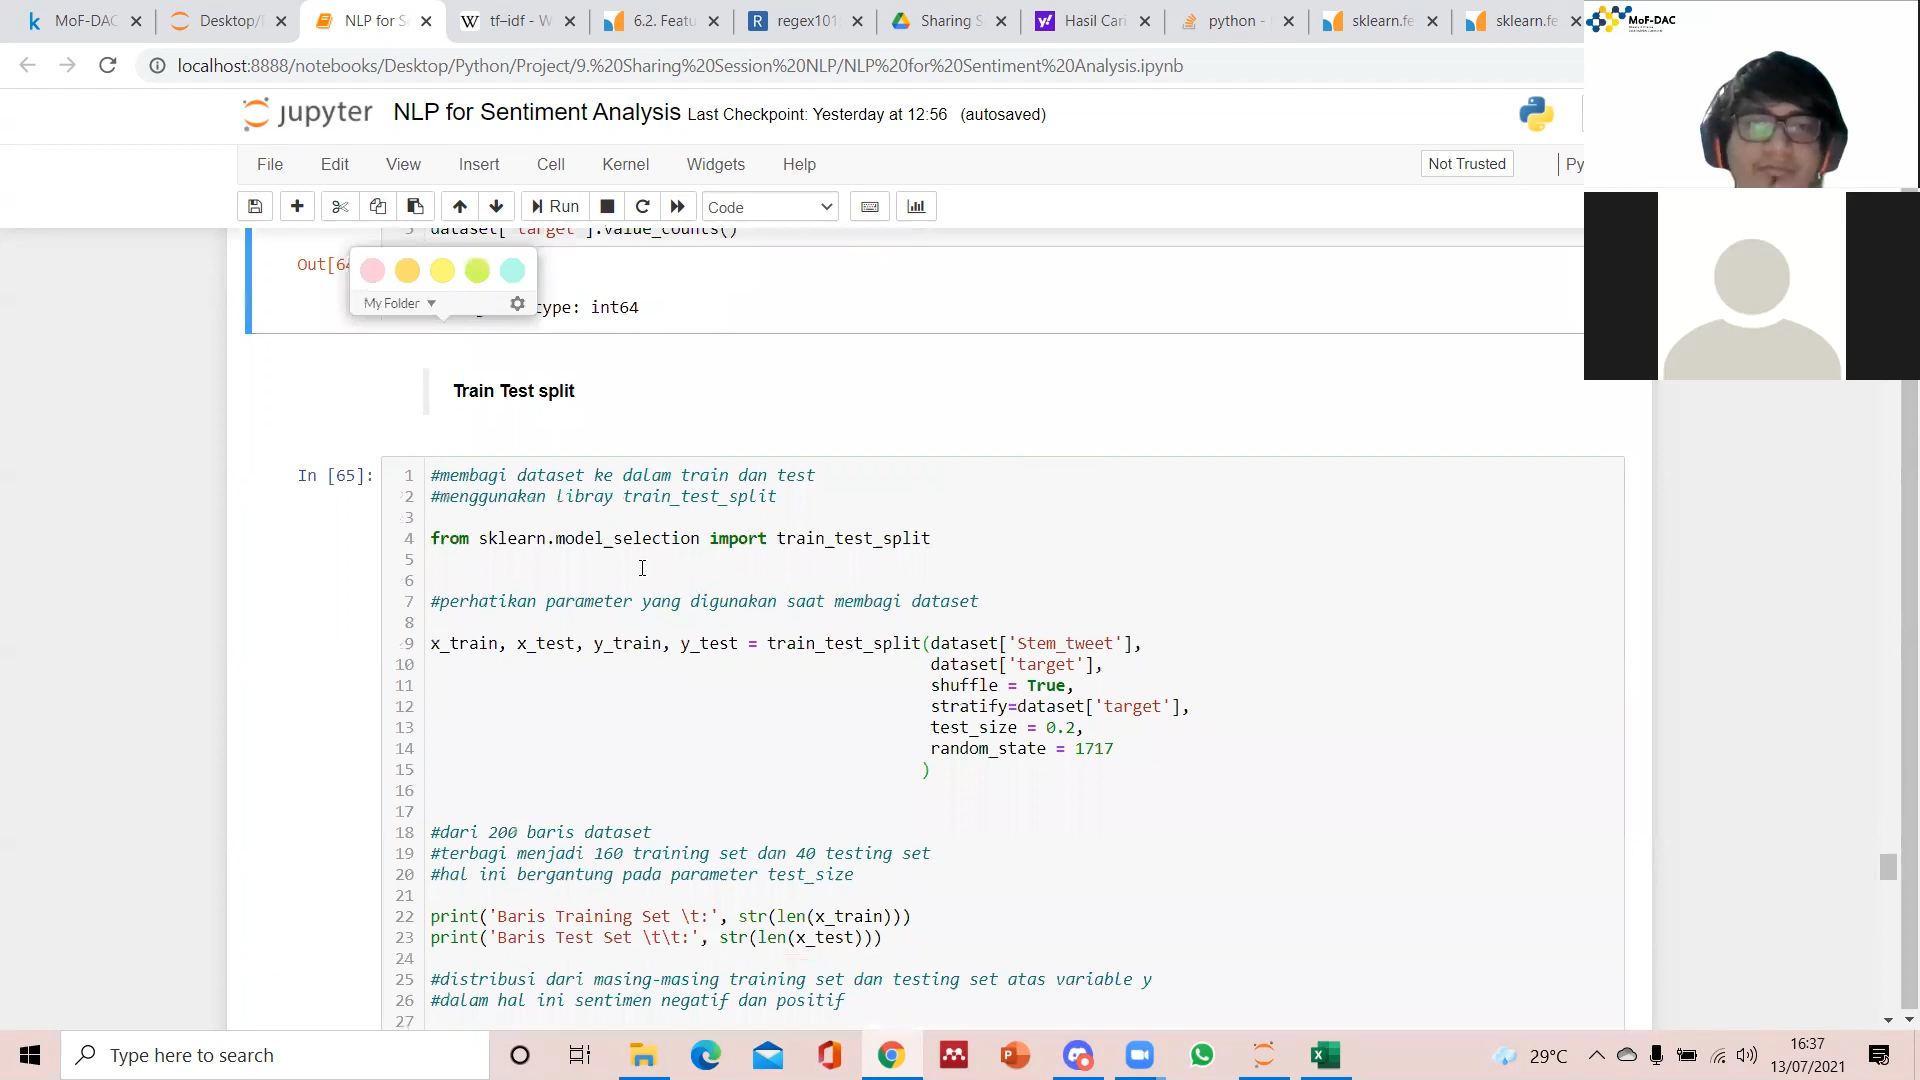 MoF-DAC
Desktop/
NLP for S
tf-idf - W
6.2. Featu
regex101
Sharing S
Hasil Cari
python -
sklearn.fe
sklearn.fe
MoF-DAC
localhost:8888/notebooks/Desktop/Python/Project/9.%20Sharing%20Session%20NLP/NLP%20for%20Sentiment%20Analysis.ipynb
jupyter NLP for Sentiment Analysis Last Checkpoint: Yesterday at 12:56 (autosaved)
File Edit View Insert Cell Kernel Widgets Help Not Trusted Py
Run Code
5 dataset['target'].value_counts()
Out[64
My Folder
type: int64
Train Test split
In [65]:
1 #membagi dataset ke dalam train dan test
2 #menggunakan libray train_test_split
3
4 from sklearn.model_selection import train_test_split
5
6
7 #perhatikan parameter yang digunakan saat membagi dataset
8
9 x_train, x_test, y_train, y_test = train_test_split(dataset['Stem_tweet'],
10 dataset['target'],
11 shuffle = True,
12 stratify=dataset['target'],
13 test_size = 0.2,
14 random_state = 1717
15 )
16
17
18 #dari 200 baris dataset
19 #terbagi menjadi 160 training set dan 40 testing set
20 #hal ini bergantung pada parameter test_size
21
22 print('Baris Training Set \t:', str(len(x_train)))
23 print('Baris Test Set \t\t:', str(len(x_test)))
24
25 #distribusi dari masing-masing training set dan testing set atas variable y
26 #dalam hal ini sentimen negatif dan positif
27
Type here to search
29°C
16:37
13/07/2021